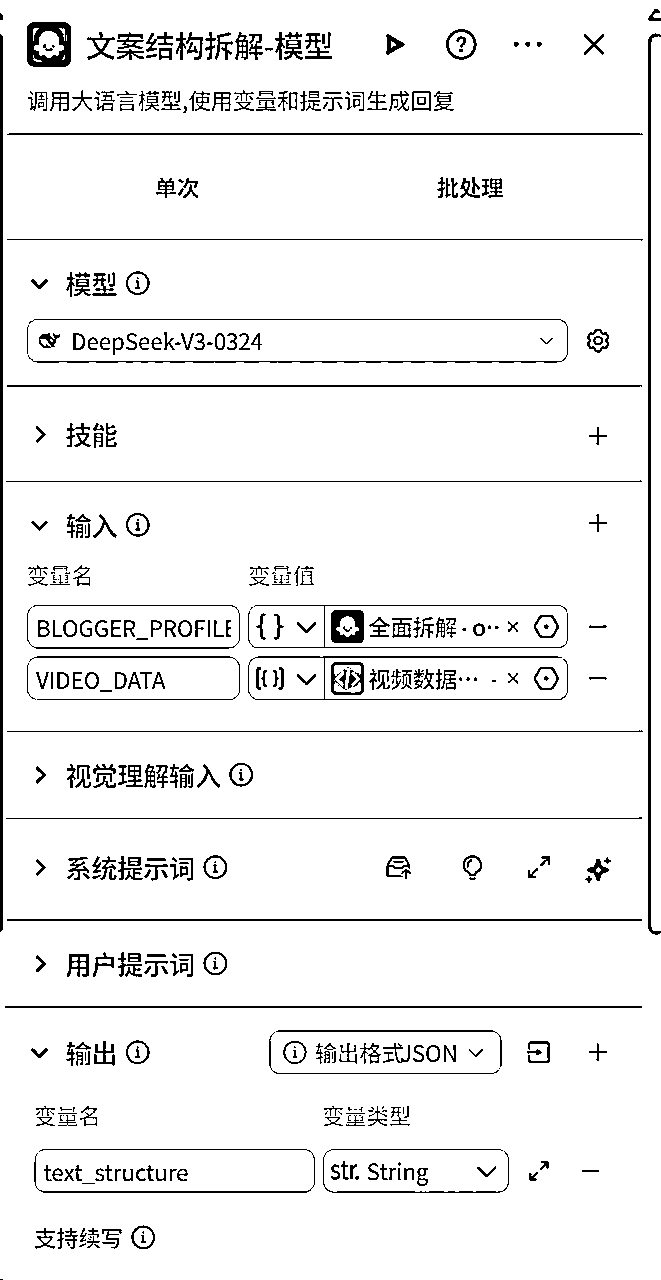 文案结构拆解-模型
调用大语言模型,使用变量和提示词生成回复
单次 批处理
模型
DeepSeek-V3-0324
技能
输入
变量名 变量值
BLOGGER_PROFILE {} 全面拆解 · o··
VIDEO_DATA [{}] 视频数据··· -
视觉理解输入
系统提示词
用户提示词
输出 输出格式JSON
变量名 变量类型
text_structure str. String
支持续写